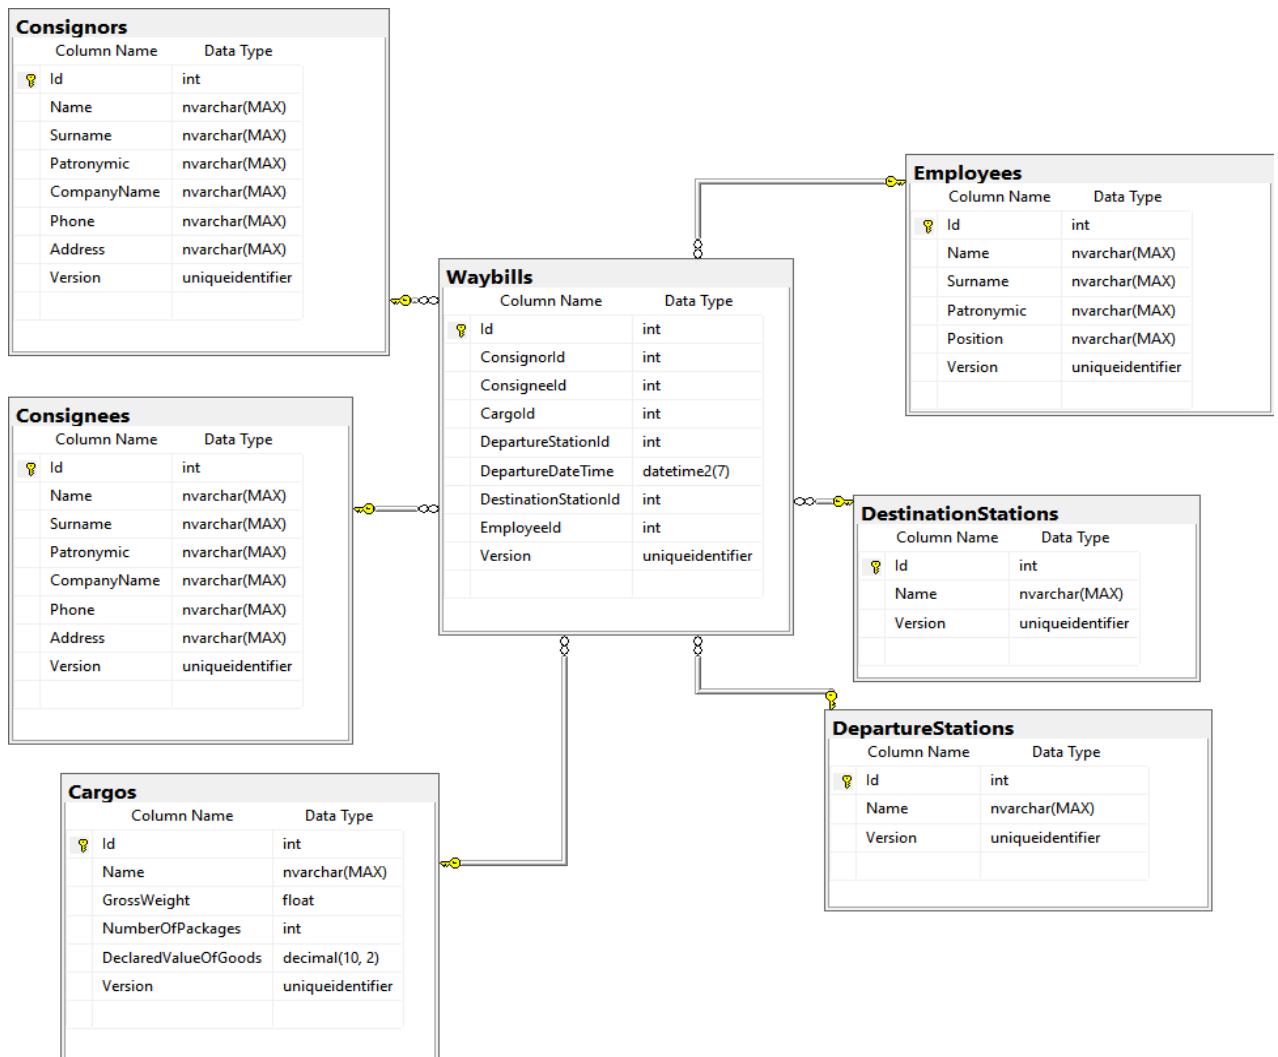 Consignors
Column Name Data Type
Id int
Name nvarchar(MAX)
Surname nvarchar(MAX)
Patronymic nvarchar(MAX)
CompanyName nvarchar(MAX)
Phone nvarchar(MAX)
Address nvarchar(MAX)
Version uniqueidentifier
Consignees
Column Name Data Type
Id int
Name nvarchar(MAX)
Surname nvarchar(MAX)
Patronymic nvarchar(MAX)
CompanyName nvarchar(MAX)
Phone nvarchar(MAX)
Address nvarchar(MAX)
Version uniqueidentifier
Cargos
Column Name Data Type
Id int
Name nvarchar(MAX)
GrossWeight float
NumberOfPackages int
DeclaredValueOfGoods decimal(10, 2)
Version uniqueidentifier
Waybills
Column Name Data Type
Id int
ConsignorId int
ConsigneeId int
CargoId int
DepartureStationId int
DepartureDateTime datetime2(7)
DestinationStationId int
EmployeeId int
Version uniqueidentifier
Employees
Column Name Data Type
Id int
Name nvarchar(MAX)
Surname nvarchar(MAX)
Patronymic nvarchar(MAX)
Position nvarchar(MAX)
Version uniqueidentifier
DestinationStations
Column Name Data Type
Id int
Name nvarchar(MAX)
Version uniqueidentifier
DepartureStations
Column Name Data Type
Id int
Name nvarchar(MAX)
Version uniqueidentifier